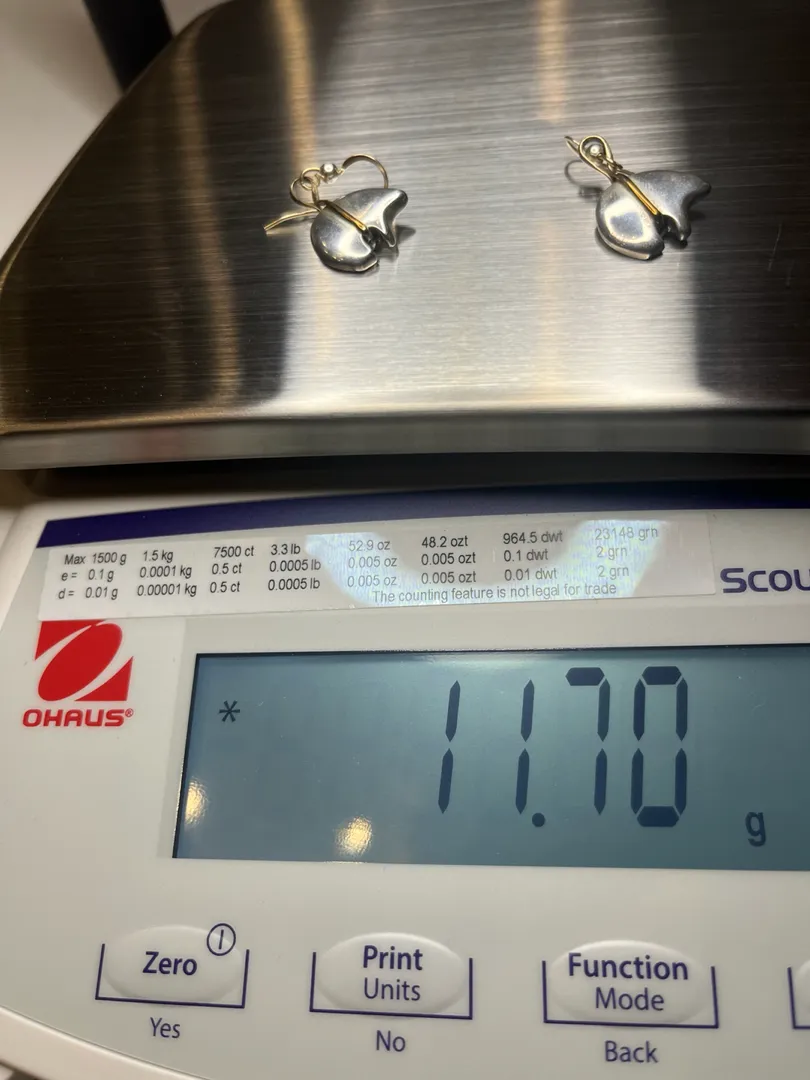 Max 1500 g 1.5 kg 7500 ct 3.3 lb 52.9 oz 48.2 ozt 964.5 dwt 23148 grn
e= 0.1 g 0.0001 kg 0.5 ct 0.0005 lb 0.005 oz 0.005 ozt 0.1 dwt 2 grn
d= 0.01 g 0.00001 kg 0.5 ct 0.0005 lb 0.005 oz 0.005 ozt 0.01 dwt 2 grn
The counting feature is not legal for trade
SCOU
OHAUS®
* 11.70 g
Zero
Yes
Print
Units
No
Function
Mode
Back